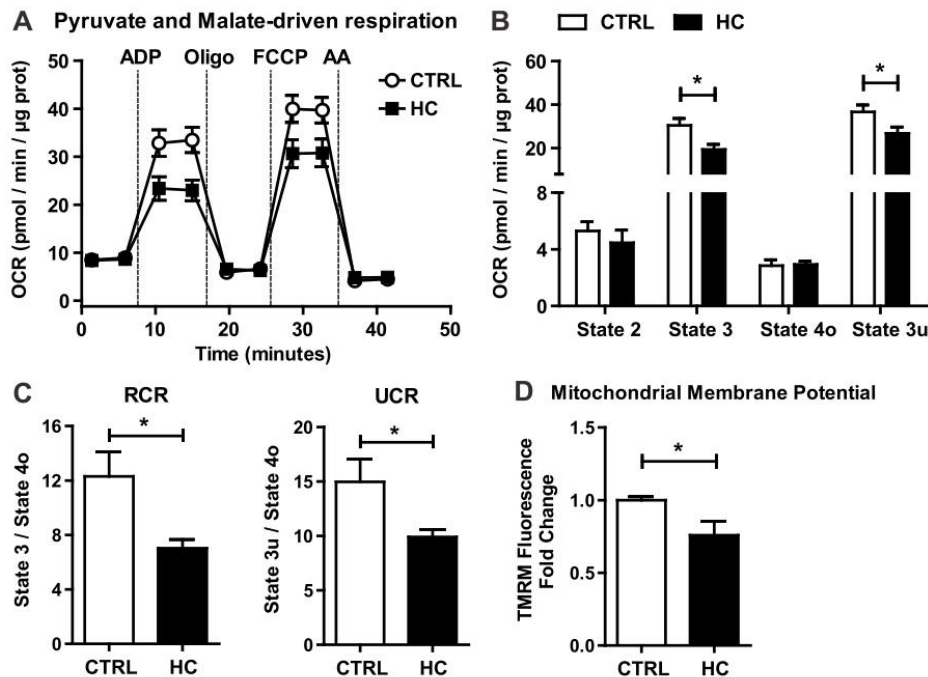 A Pyruvate and Malate-driven respiration
ADP Oligo FCCP AA
CTRL
HC
OCR (pmol / min / µg prot)
50
40
30
20
10
0
0 10 20 30 40 50
Time (minutes)
B CTRL HC
OCR (pmol / min / µg prot)
60
40
20
8
4
0
* *
State 2 State 3 State 4o State 3u
C RCR
State 3 / State 4o
16
12
8
4
0
*
CTRL HC
UCR
State 3u / State 4o
20
15
10
5
0
*
CTRL HC
D Mitochondrial Membrane Potential
TMRM Fluorescence
Fold Change
1.5
1.0
0.5
0.0
*
CTRL HC